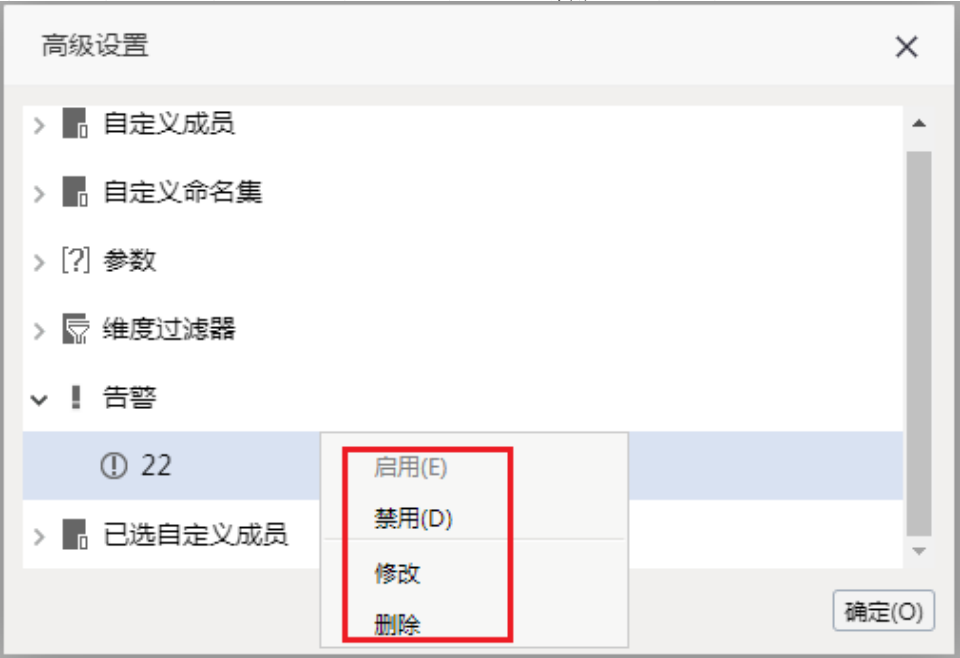 高级设置
自定义成员
自定义命名集
[?] 参数
维度过滤器
告警
22
启用(E)
禁用(D)
已选自定义成员
修改
删除
确定(O)